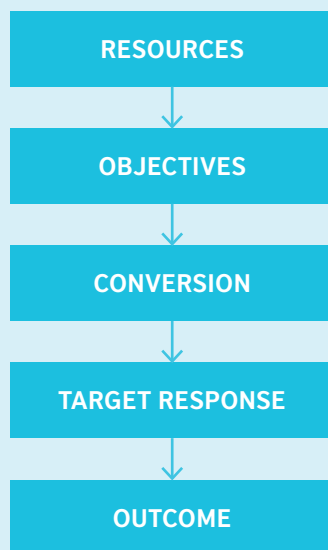 RESOURCES
OBJECTIVES
CONVERSION
TARGET RESPONSE
OUTCOME